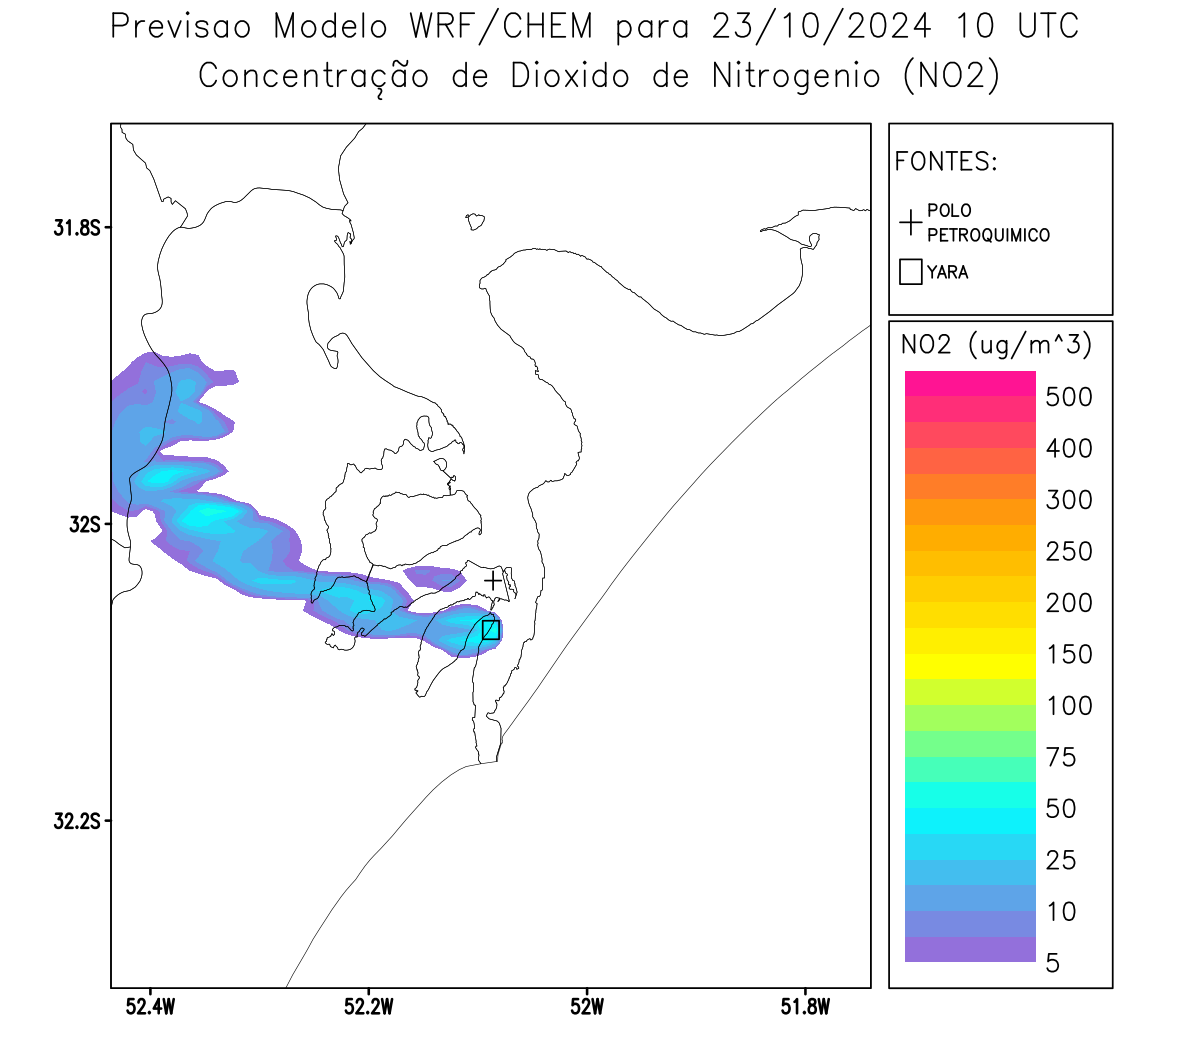 Previsao Modelo WRF/CHEM para 23/10/2024 10 UTC
Concentração de Dioxido de Nitrogenio (NO2)
FONTES:
POLO
PETROQUIMICO
YARA
NO2 (ug/m^3)
500
400
300
250
200
150
100
75
50
25
10
5
31.8S
32S
32.2S
52.4W
52.2W
52W
51.8W